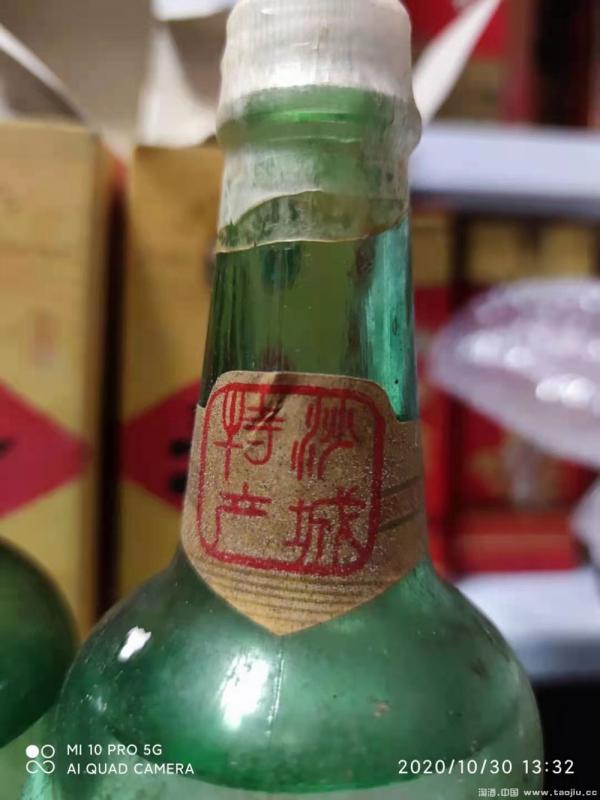 沙城
特产
MI 10 PRO 5G
AI QUAD CAMERA
2020/10/30 13:32
淘酒.中国 www.taojiu.cc